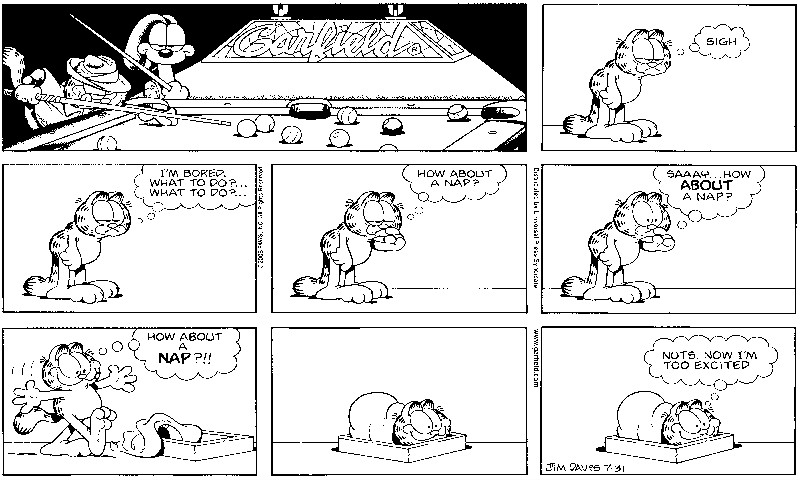 Garfield
SIGH
I'M BORED.
WHAT TO DO?...
WHAT TO DO?...
HOW ABOUT
A NAP?
SAAAY...HOW
ABOUT
A NAP?
HOW ABOUT
A
NAP?!!
www.garfield.com
NUTS. NOW I'M
TOO EXCITED
JIM DAVIS 7-31